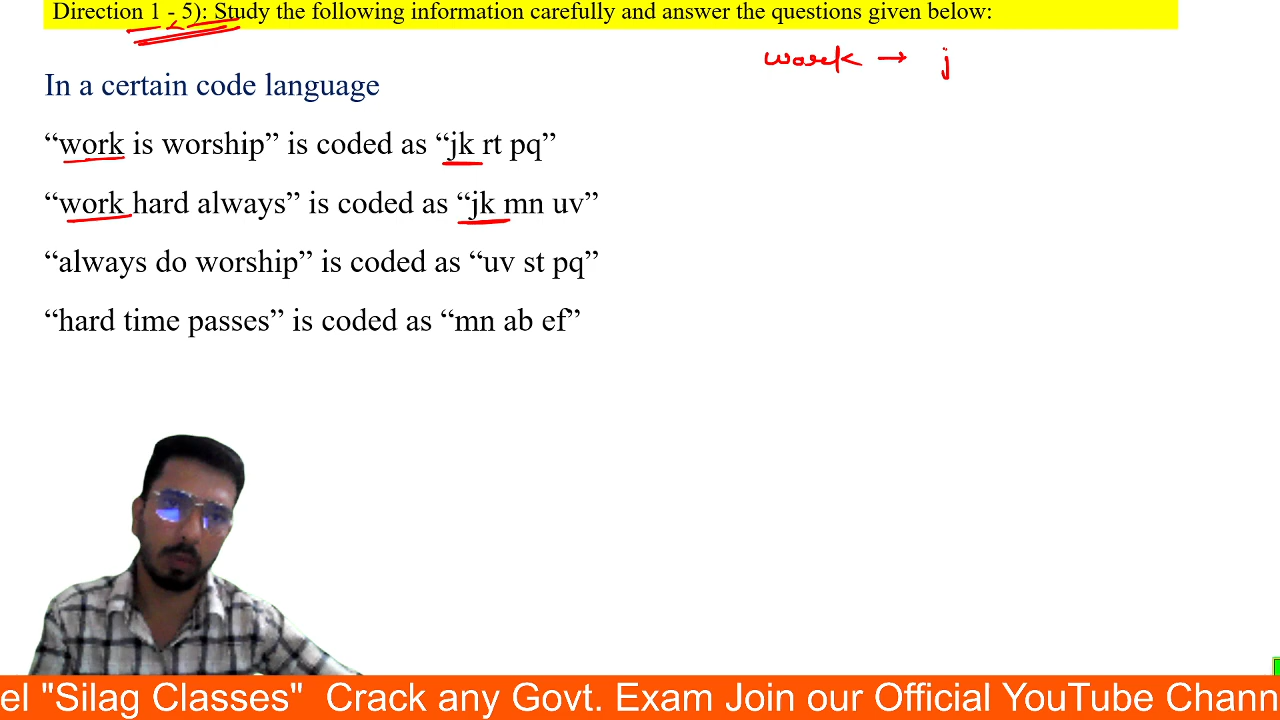 Direction 1 - 5): Study the following information carefully and answer the questions given below:
work → j
In a certain code language
“work is worship” is coded as “jk rt pq”
“work hard always” is coded as “jk mn uv”
“always do worship” is coded as “uv st pq”
“hard time passes” is coded as “mn ab ef”
el "Silag Classes" Crack any Govt. Exam Join our Official YouTube Chann